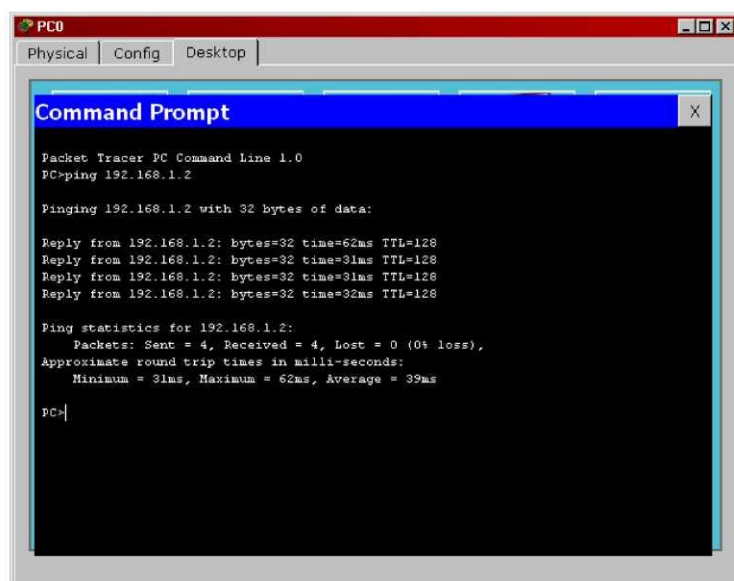 PC0
Physical Config Desktop
Command Prompt X
Packet Tracer PC Command Line 1.0
PC>ping 192.168.1.2
Pinging 192.168.1.2 with 32 bytes of data:
Reply from 192.168.1.2: bytes=32 time=62ms TTL=128
Reply from 192.168.1.2: bytes=32 time=31ms TTL=128
Reply from 192.168.1.2: bytes=32 time=31ms TTL=128
Reply from 192.168.1.2: bytes=32 time=32ms TTL=128
Ping statistics for 192.168.1.2:
Packets: Sent = 4, Received = 4, Lost = 0 (0% loss),
Approximate round trip times in milli-seconds:
Minimum = 31ms, Maximum = 62ms, Average = 39ms
PC>